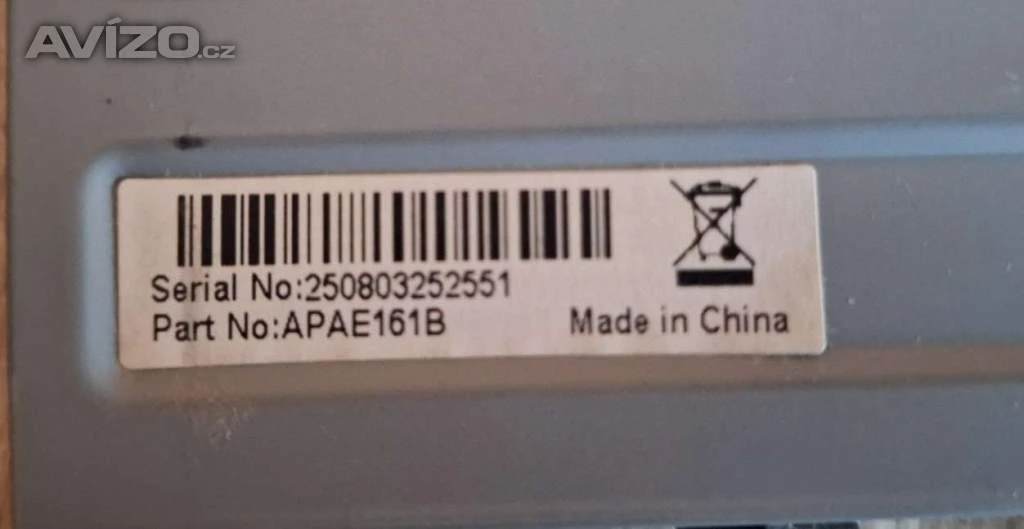 AVÍZO.cz
Serial No:250803252551
Part No:APAE161B
Made in China